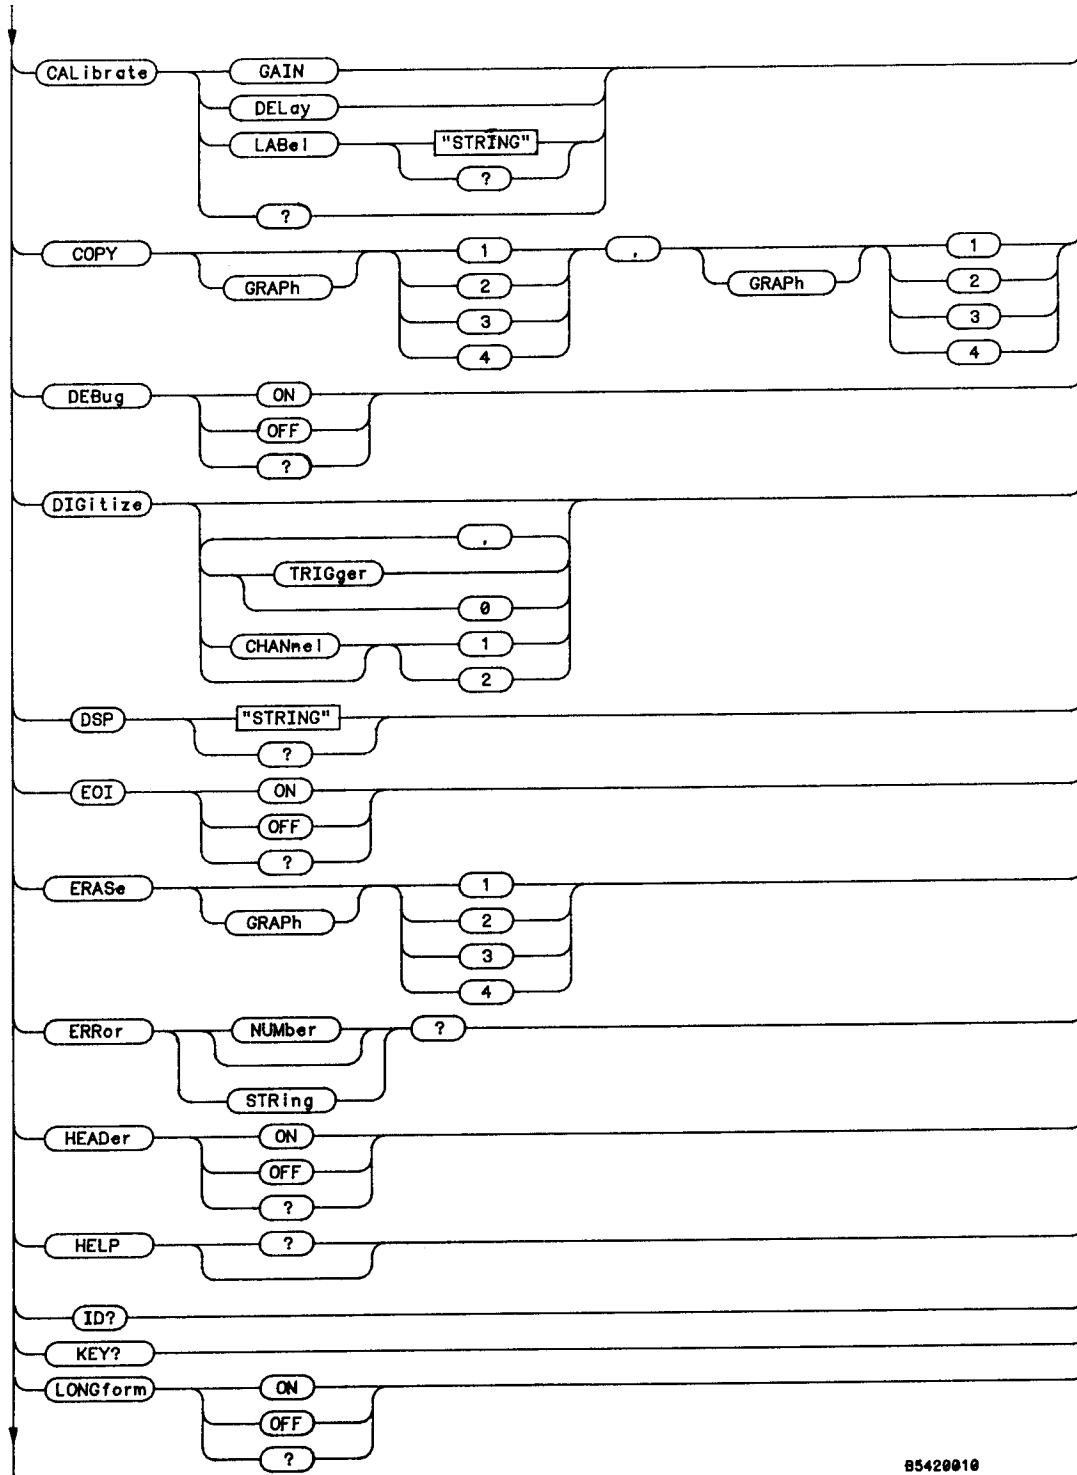 CALibrate GAIN
DELay
LABel "STRING"
?
?
COPY 1 , 1
GRAPh 2 GRAPh 2
3 3
4 4
DEBug ON
OFF
?
DIGitize
,
TRIGger
0
CHANnel 1
2
DSP "STRING"
?
EOI ON
OFF
?
ERASe 1
GRAPh 2
3
4
ERRor NUMber ?
STRing
HEADer ON
OFF
?
HELP ?
ID?
KEY?
LONGform ON
OFF
?
B5420010